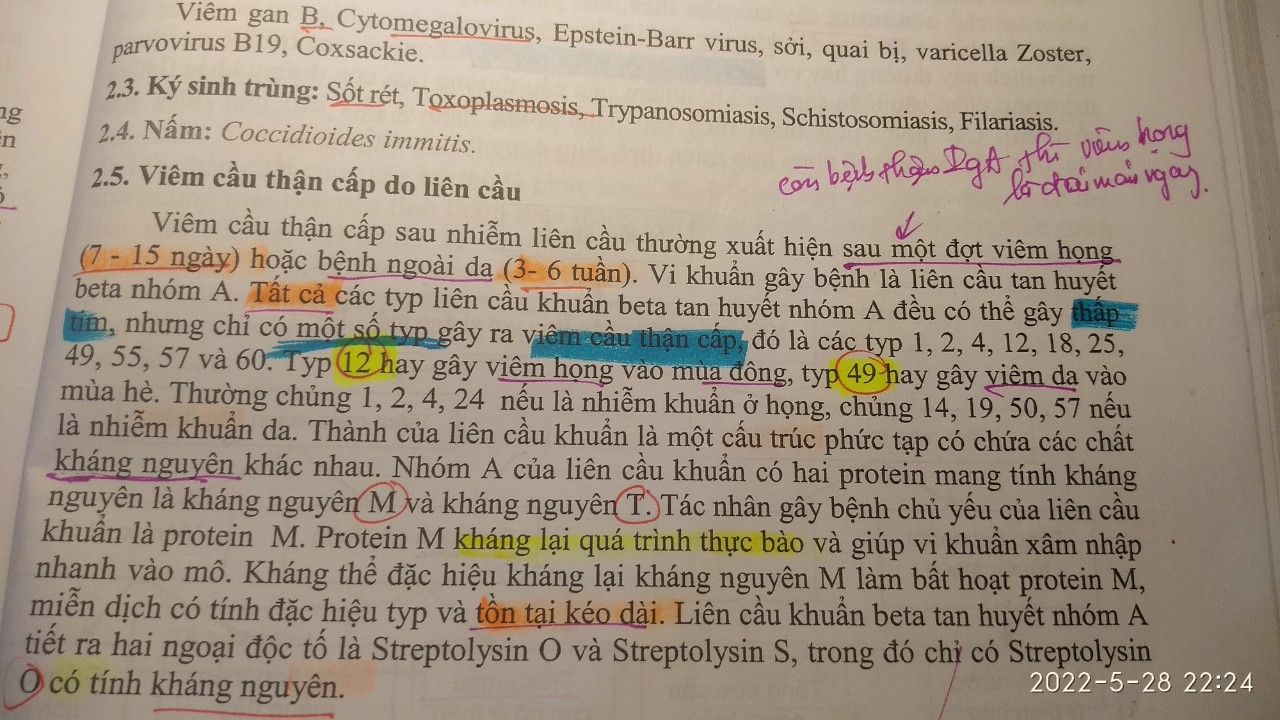 Viêm gan B, Cytomegalovirus, Epstein-Barr virus, sởi, quai bị, varicella Zoster,
parvovirus B19, Coxsackie.
2.3. Ký sinh trùng: Sốt rét, Toxoplasmosis, Trypanosomiasis, Schistosomiasis, Filariasis.
2.4. Nấm: Coccidioides immitis.
còn bệnh thận IgA thì viêm họng
là đái máu ngay.
2.5. Viêm cầu thận cấp do liên cầu
Viêm cầu thận cấp sau nhiễm liên cầu thường xuất hiện sau một đợt viêm họng
(7 - 15 ngày) hoặc bệnh ngoài da (3- 6 tuần). Vi khuẩn gây bệnh là liên cầu tan huyết
beta nhóm A. Tất cả các typ liên cầu khuẩn beta tan huyết nhóm A đều có thể gây thấp
tim, nhưng chỉ có một số typ gây ra viêm cầu thận cấp, đó là các typ 1, 2, 4, 12, 18, 25,
49, 55, 57 và 60. Typ 12 hay gây viêm họng vào mùa đông, typ 49 hay gây viêm da vào
mùa hè. Thường chủng 1, 2, 4, 24 nếu là nhiễm khuẩn ở họng, chủng 14, 19, 50, 57 nếu
là nhiễm khuẩn da. Thành của liên cầu khuẩn là một cấu trúc phức tạp có chứa các chất
kháng nguyên khác nhau. Nhóm A của liên cầu khuẩn có hai protein mang tính kháng
nguyên là kháng nguyên M và kháng nguyên T. Tác nhân gây bệnh chủ yếu của liên cầu
khuẩn là protein M. Protein M kháng lại quá trình thực bào và giúp vi khuẩn xâm nhập
nhanh vào mô. Kháng thể đặc hiệu kháng lại kháng nguyên M làm bất hoạt protein M,
miễn dịch có tính đặc hiệu typ và tồn tại kéo dài. Liên cầu khuẩn beta tan huyết nhóm A
tiết ra hai ngoại độc tố là Streptolysin O và Streptolysin S, trong đó chỉ có Streptolysin
O có tính kháng nguyên.
2022-5-28 22:24